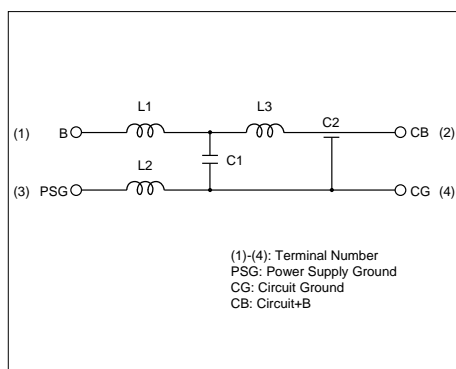 L1
L3
C2
(1)
B
CB
(2)
C1
L2
(3)
PSG
CG
(4)
(1)-(4): Terminal Number
PSG: Power Supply Ground
CG: Circuit Ground
CB: Circuit+B